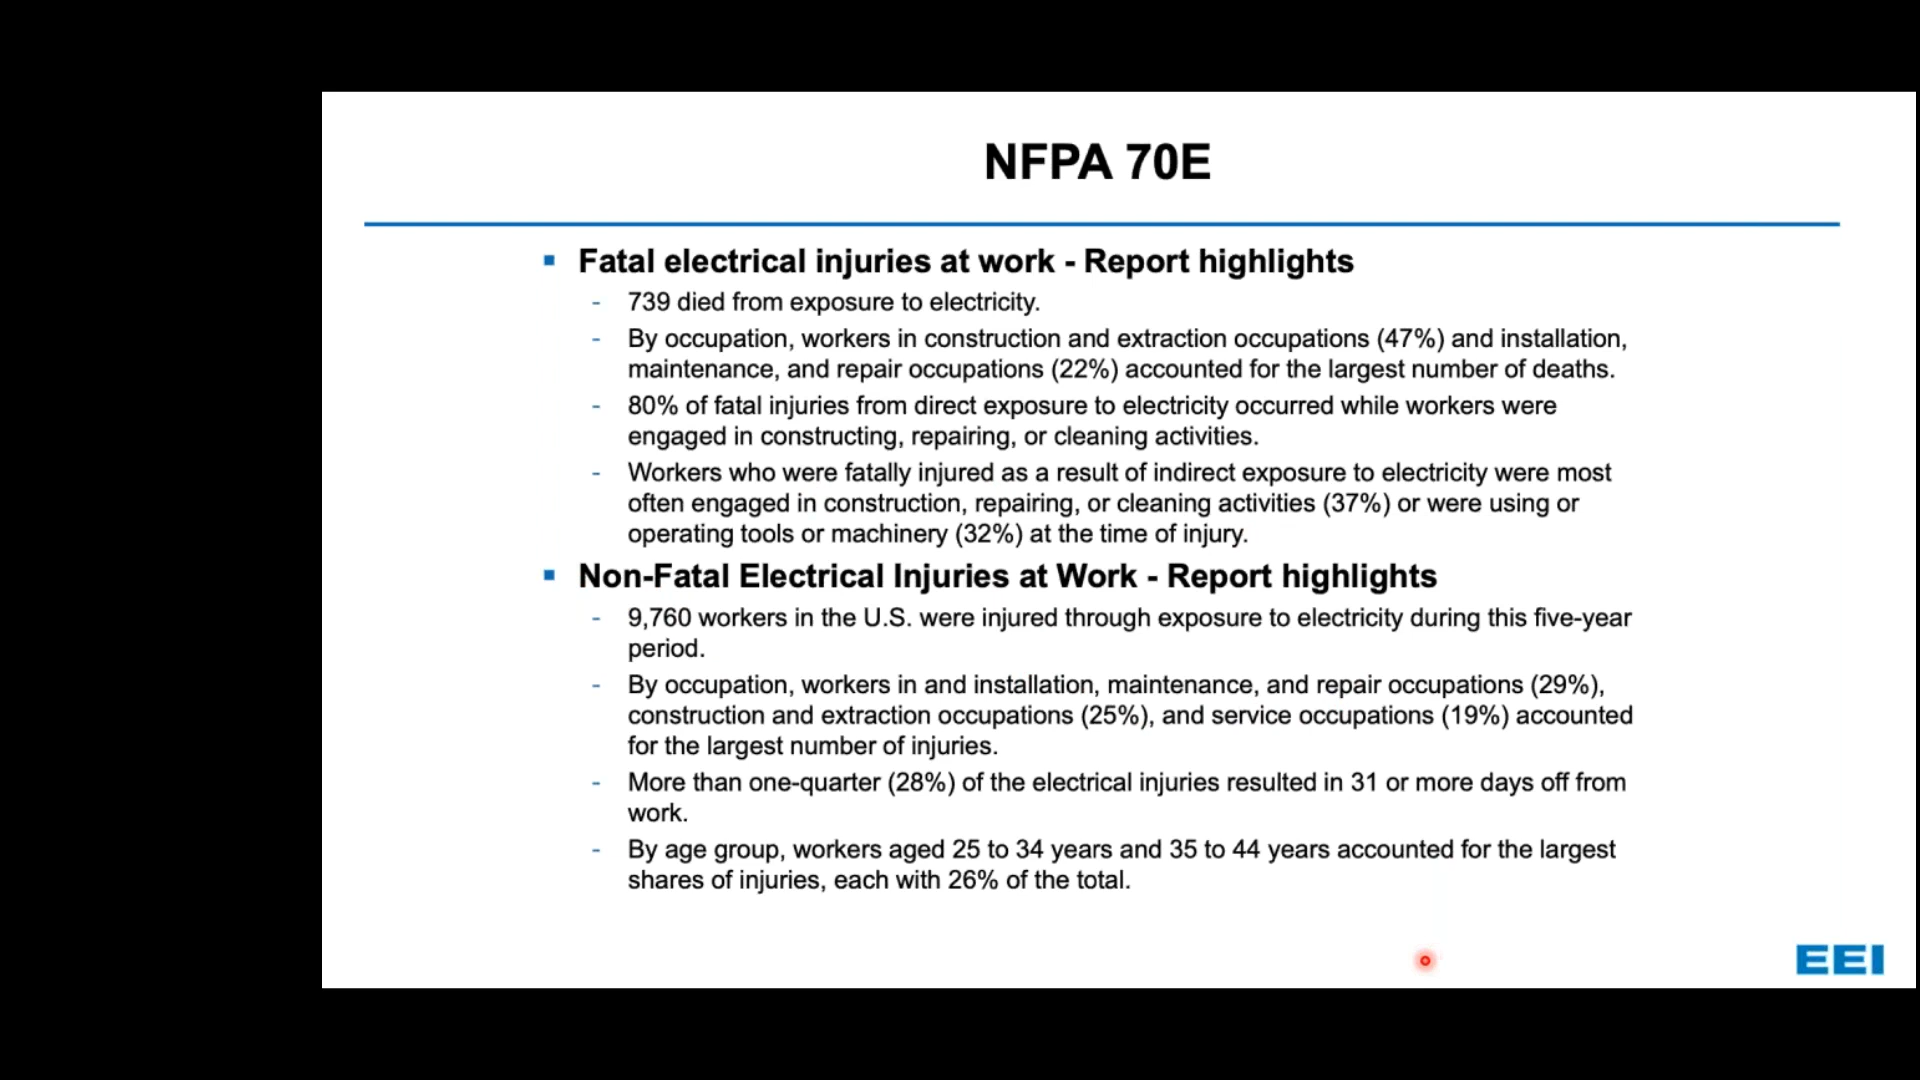 NFPA 70E
Fatal electrical injuries at work - Report highlights
- 739 died from exposure to electricity.
- By occupation, workers in construction and extraction occupations (47%) and installation,
maintenance, and repair occupations (22%) accounted for the largest number of deaths.
- 80% of fatal injuries from direct exposure to electricity occurred while workers were
engaged in constructing, repairing, or cleaning activities.
- Workers who were fatally injured as a result of indirect exposure to electricity were most
often engaged in construction, repairing, or cleaning activities (37%) or were using or
operating tools or machinery (32%) at the time of injury.
Non-Fatal Electrical Injuries at Work - Report highlights
- 9,760 workers in the U.S. were injured through exposure to electricity during this five-year
period.
- By occupation, workers in and installation, maintenance, and repair occupations (29%),
construction and extraction occupations (25%), and service occupations (19%) accounted
for the largest number of injuries.
- More than one-quarter (28%) of the electrical injuries resulted in 31 or more days off from
work.
- By age group, workers aged 25 to 34 years and 35 to 44 years accounted for the largest
shares of injuries, each with 26% of the total.
EEI